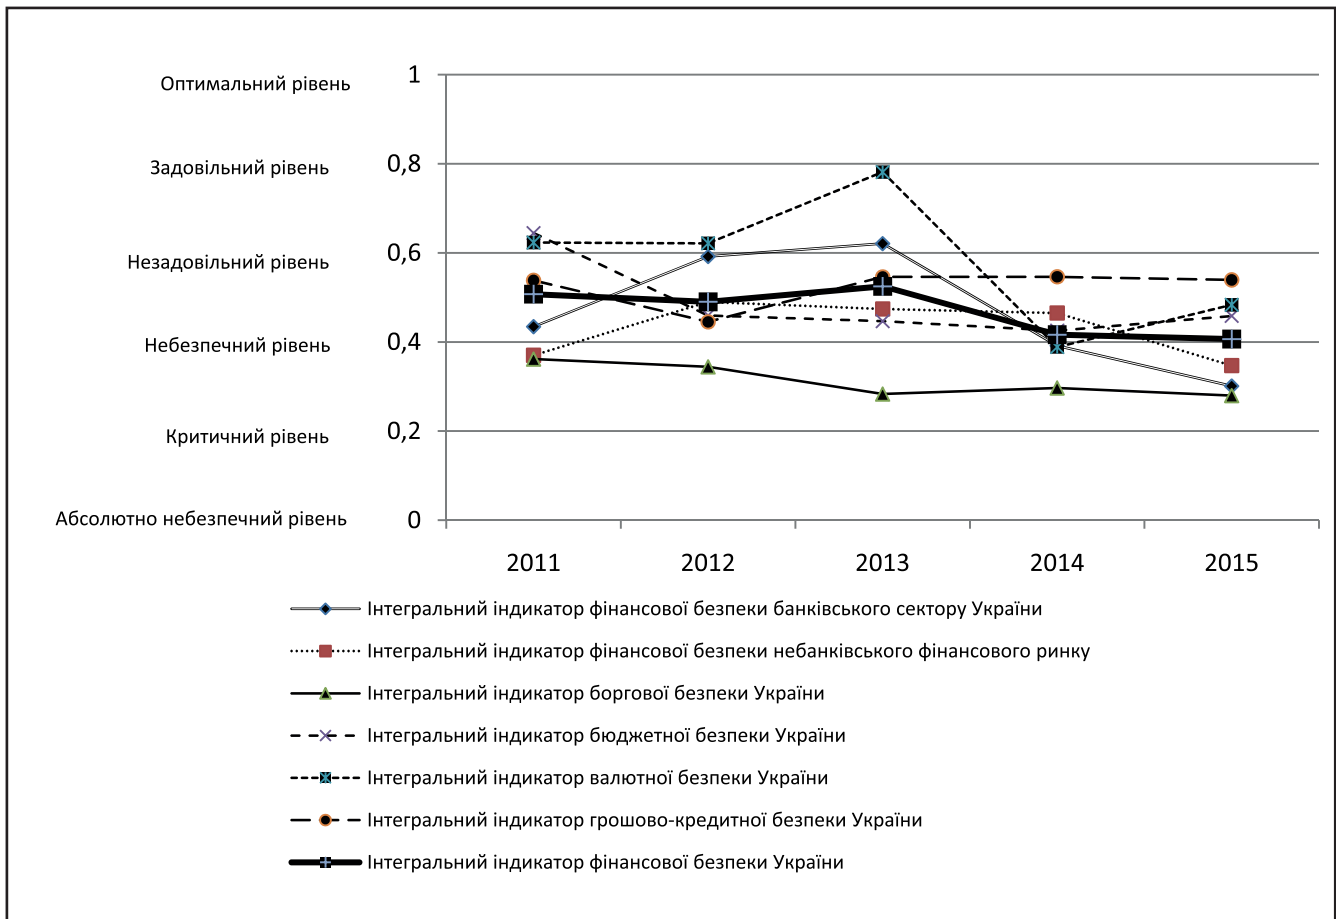 Оптимальний рівень 1
Задовільний рівень 0,8
Незадовільний рівень 0,6
Небезпечний рівень 0,4
Критичний рівень 0,2
Абсолютно небезпечний рівень 0
2011 2012 2013 2014 2015
Інтегральний індикатор фінансової безпеки банківського сектору України
Інтегральний індикатор фінансової безпеки небанківського фінансового ринку
Інтегральний індикатор боргової безпеки України
Інтегральний індикатор бюджетної безпеки України
Інтегральний індикатор валютної безпеки України
Інтегральний індикатор грошово-кредитної безпеки України
Інтегральний індикатор фінансової безпеки України